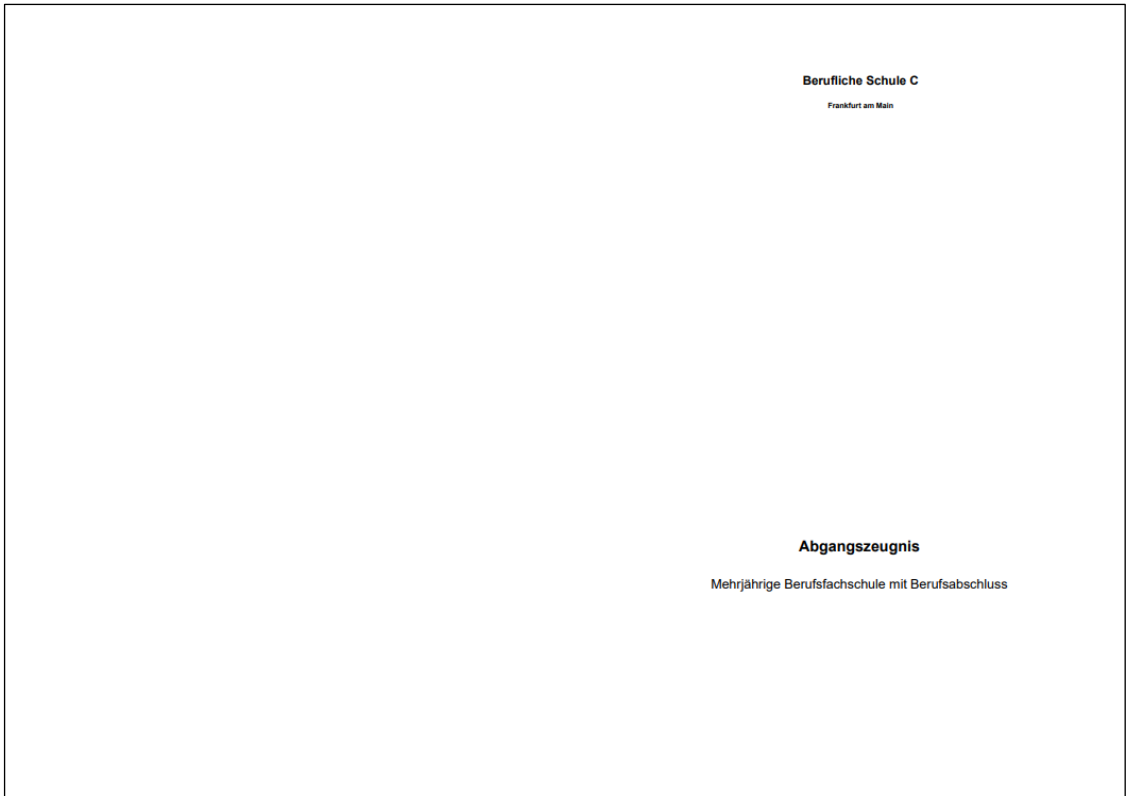 Berufliche Schule C
Frankfurt am Main
Abgangszeugnis
Mehrjährige Berufsfachschule mit Berufsabschluss